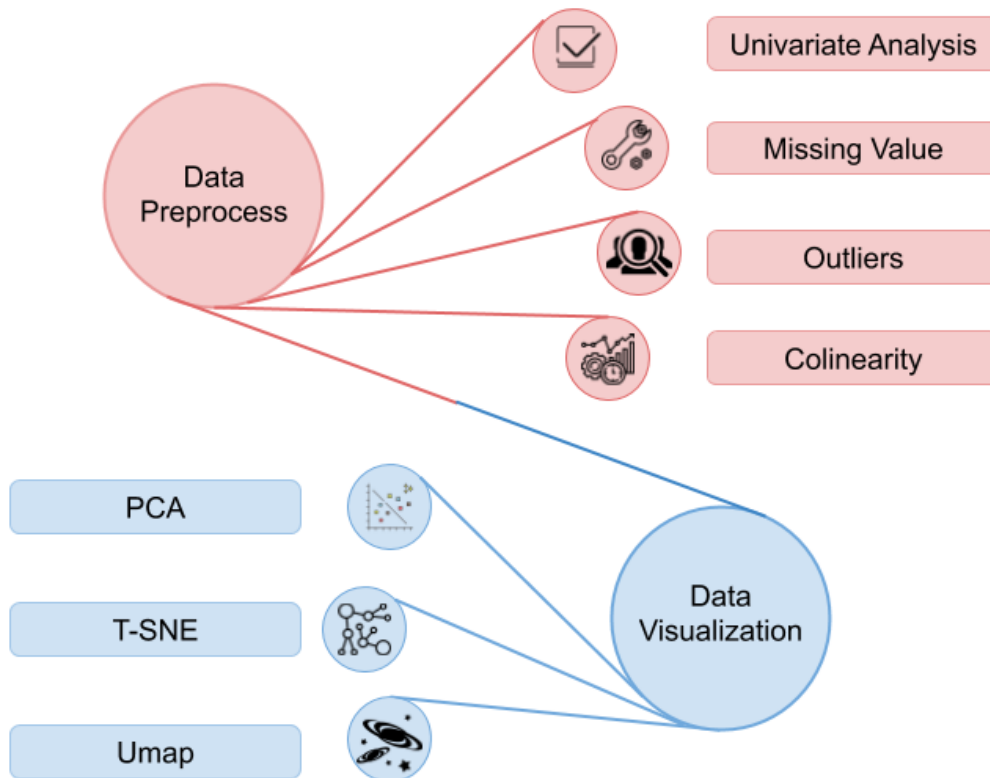 Data
Preprocess
Univariate Analysis
Missing Value
Outliers
Colinearity
PCA
T-SNE
Umap
Data
Visualization